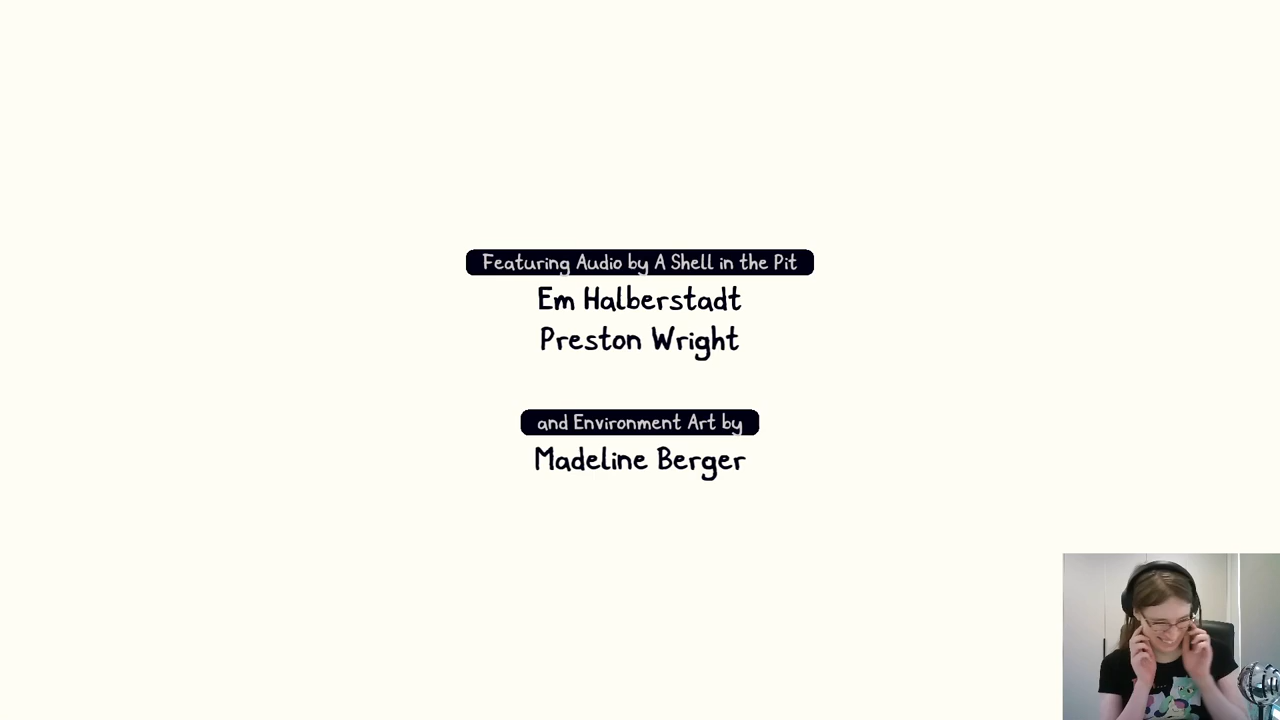 Featuring Audio by A Shell in the Pit
Em Halberstadt
Preston Wright
and Environment Art by
Madeline Berger